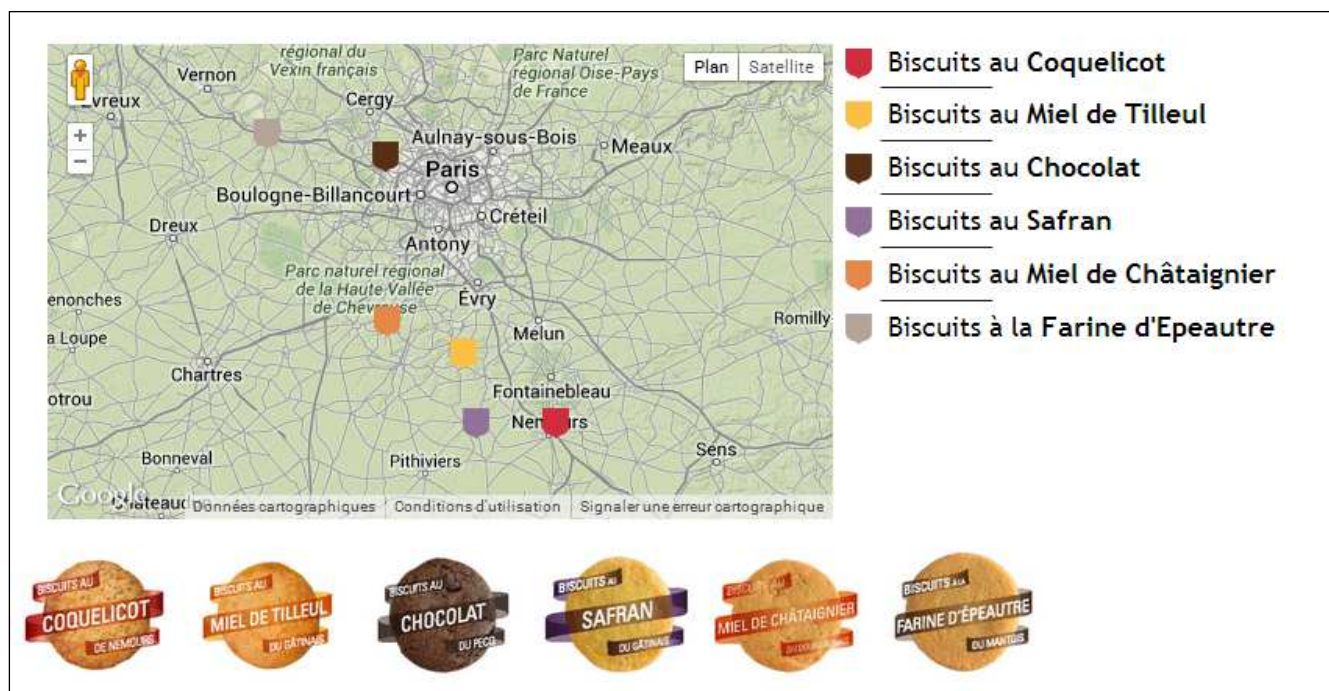 régional du
Vexin français
Parc Naturel
régional Oise-Pays
de France
Plan
Satellite
Vernon
Evreux
Cergy
+
−
Aulnay-sous-Bois
Meaux
Paris
Boulogne-Billancourt
Créteil
Dreux
Antony
Parc naturel régional
de la Haute Vallée
de Chevreuse
Évry
enonches
Melun
Romilly
a Loupe
Chartres
Fontainebleau
otrou
Nemours
Sens
Bonneval
Pithiviers
Google
Châteaud
Données cartographiques
Conditions d'utilisation
Signaler une erreur cartographique
Biscuits au Coquelicot
Biscuits au Miel de Tilleul
Biscuits au Chocolat
Biscuits au Safran
Biscuits au Miel de Châtaignier
Biscuits à la Farine d'Epeautre
BISCUITS AU
COQUELICOT
DE NEMOURS
BISCUITS AU
MIEL DE TILLEUL
DU GÂTINAIS
BISCUITS AU
CHOCOLAT
DU PECQ
BISCUITS AU
SAFRAN
DU GÂTINAIS
BISCUITS AU
MIEL DE CHÂTAIGNIER
BISCUITS À LA
FARINE D'ÉPEAUTRE
DU MANTOIS